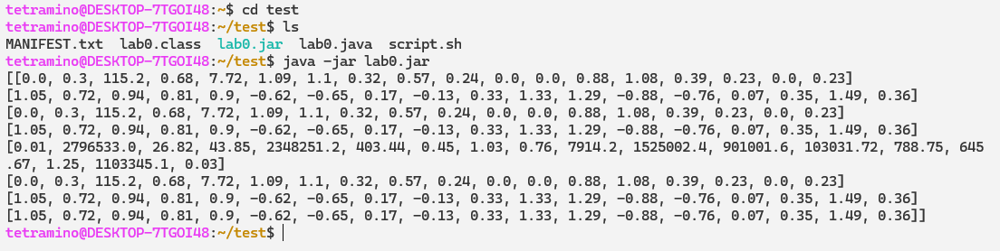 tetramino@DESKTOP-7TGOI48:~$ cd test
tetramino@DESKTOP-7TGOI48:~/test$ ls
MANIFEST.txt  lab0.class  lab0.jar  lab0.java  script.sh
tetramino@DESKTOP-7TGOI48:~/test$ java -jar lab0.jar
[[0.0, 0.3, 115.2, 0.68, 7.72, 1.09, 1.1, 0.32, 0.57, 0.24, 0.0, 0.0, 0.88, 1.08, 0.39, 0.23, 0.0, 0.23]
[1.05, 0.72, 0.94, 0.81, 0.9, -0.62, -0.65, 0.17, -0.13, 0.33, 1.33, 1.29, -0.88, -0.76, 0.07, 0.35, 1.49, 0.36]
[0.0, 0.3, 115.2, 0.68, 7.72, 1.09, 1.1, 0.32, 0.57, 0.24, 0.0, 0.0, 0.88, 1.08, 0.39, 0.23, 0.0, 0.23]
[1.05, 0.72, 0.94, 0.81, 0.9, -0.62, -0.65, 0.17, -0.13, 0.33, 1.33, 1.29, -0.88, -0.76, 0.07, 0.35, 1.49, 0.36]
[0.01, 2796533.0, 26.82, 43.85, 2348251.2, 403.44, 0.45, 1.03, 0.76, 7914.2, 1525002.4, 901001.6, 103031.72, 788.75, 645
.67, 1.25, 1103345.1, 0.03]
[0.0, 0.3, 115.2, 0.68, 7.72, 1.09, 1.1, 0.32, 0.57, 0.24, 0.0, 0.0, 0.88, 1.08, 0.39, 0.23, 0.0, 0.23]
[1.05, 0.72, 0.94, 0.81, 0.9, -0.62, -0.65, 0.17, -0.13, 0.33, 1.33, 1.29, -0.88, -0.76, 0.07, 0.35, 1.49, 0.36]
[1.05, 0.72, 0.94, 0.81, 0.9, -0.62, -0.65, 0.17, -0.13, 0.33, 1.33, 1.29, -0.88, -0.76, 0.07, 0.35, 1.49, 0.36]]
tetramino@DESKTOP-7TGOI48:~/test$